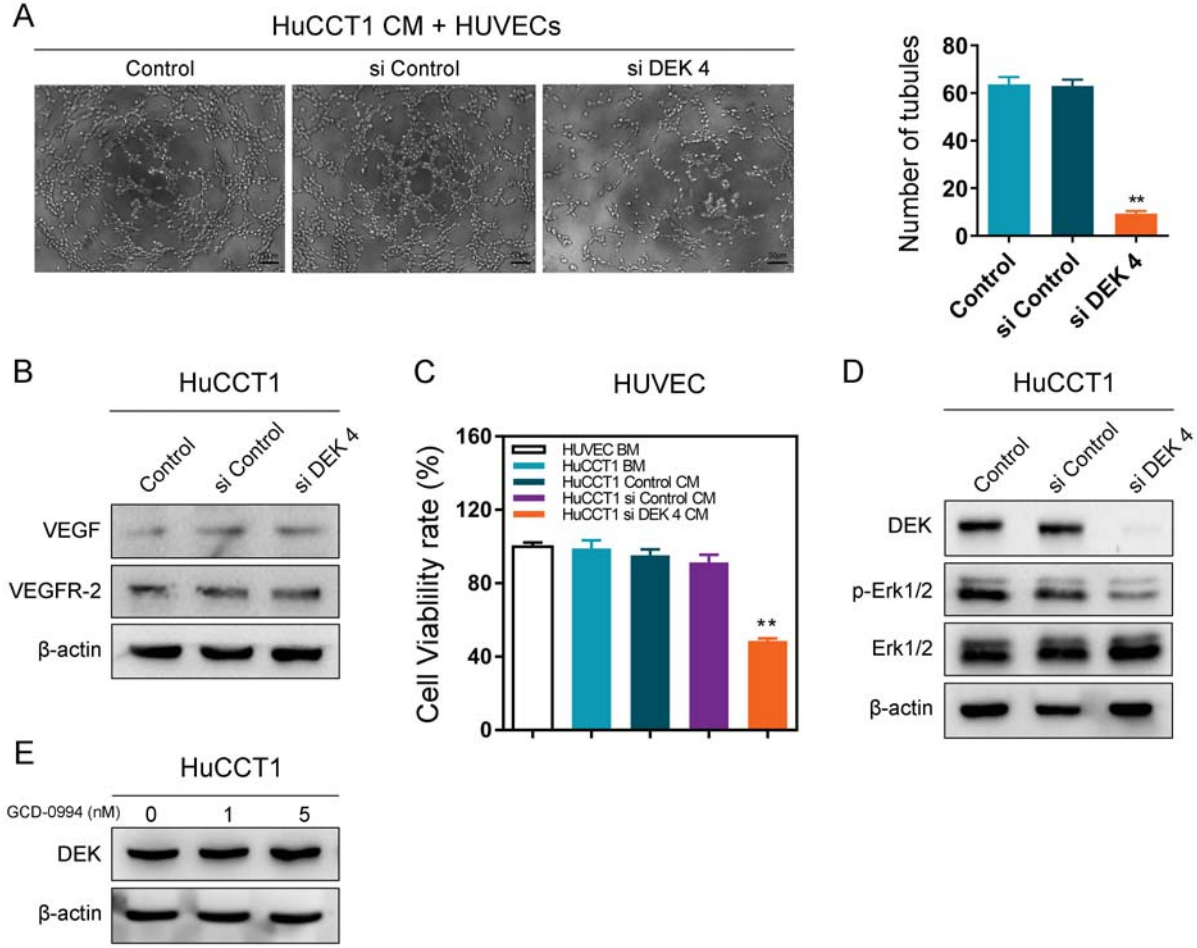 A
HuCCT1 CM + HUVECs
Control
si Control
si DEK 4
50μm
Number of tubules
80
60
40
20
0
**
Control
si Control
si DEK 4
B
HuCCT1
Control
si Control
si DEK 4
VEGF
VEGFR-2
β-actin
C
HUVEC
Cell Viablility rate (%)
160
120
80
40
0
HUVEC BM
HuCCT1 BM
HuCCT1 Control CM
HuCCT1 si Control CM
HuCCT1 si DEK 4 CM
**
D
HuCCT1
Control
si Control
si DEK 4
DEK
p-Erk1/2
Erk1/2
β-actin
E
HuCCT1
GCD-0994 (nM) 0 1 5
DEK
β-actin